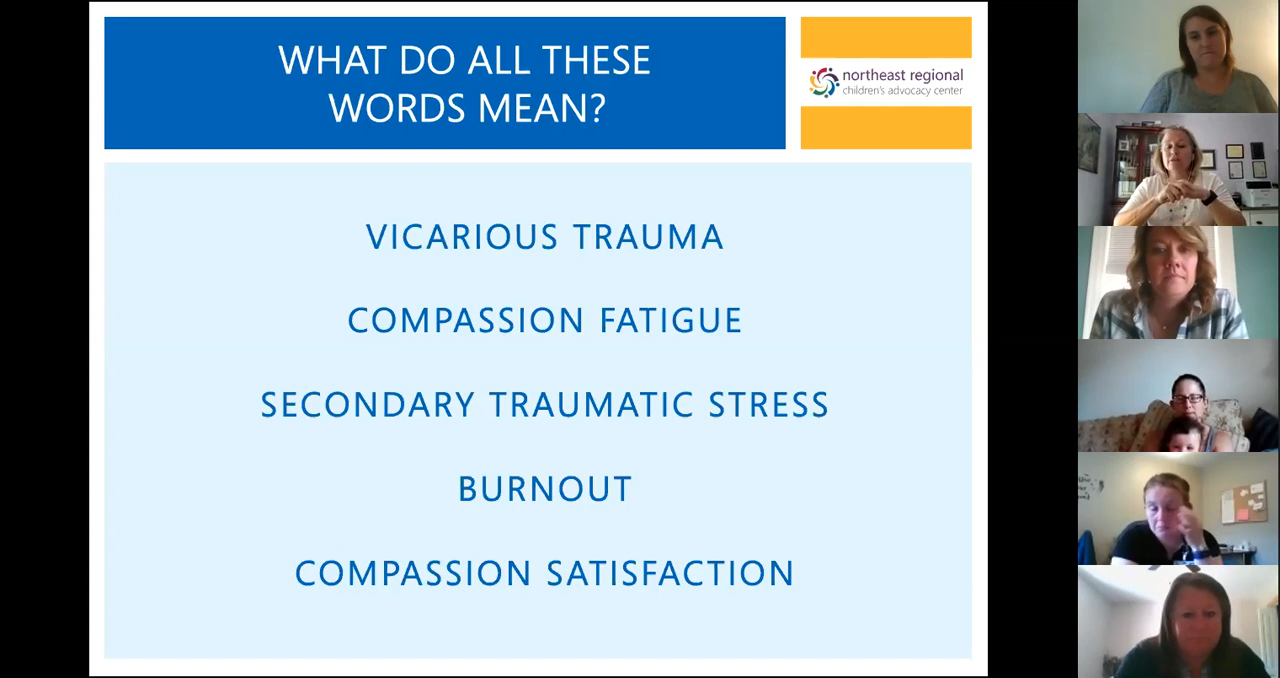 WHAT DO ALL THESE
WORDS MEAN?
northeast regional
children's advocacy center
VICARIOUS TRAUMA
COMPASSION FATIGUE
SECONDARY TRAUMATIC STRESS
BURNOUT
COMPASSION SATISFACTION